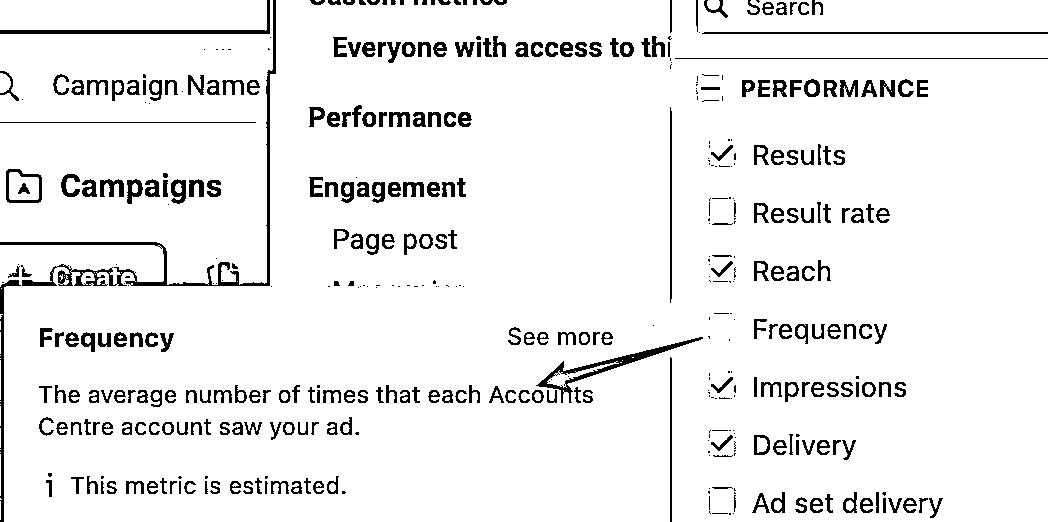 Custom metrics
Everyone with access to thi
Performance
Engagement
Page post
Search
PERFORMANCE
Results
Result rate
Reach
Frequency
Impressions
Delivery
Ad set delivery
Campaign Name
Campaigns
Create
Frequency
See more
The average number of times that each Accounts
Centre account saw your ad.
This metric is estimated.